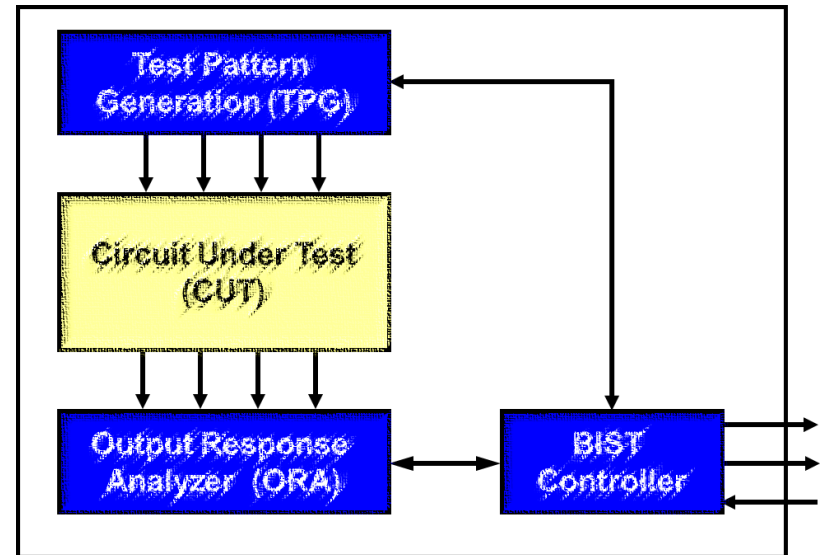 Test Pattern
Generation (TPG)
Circuit Under Test
(CUT)
Output Response
Analyzer (ORA)
BIST
Controller